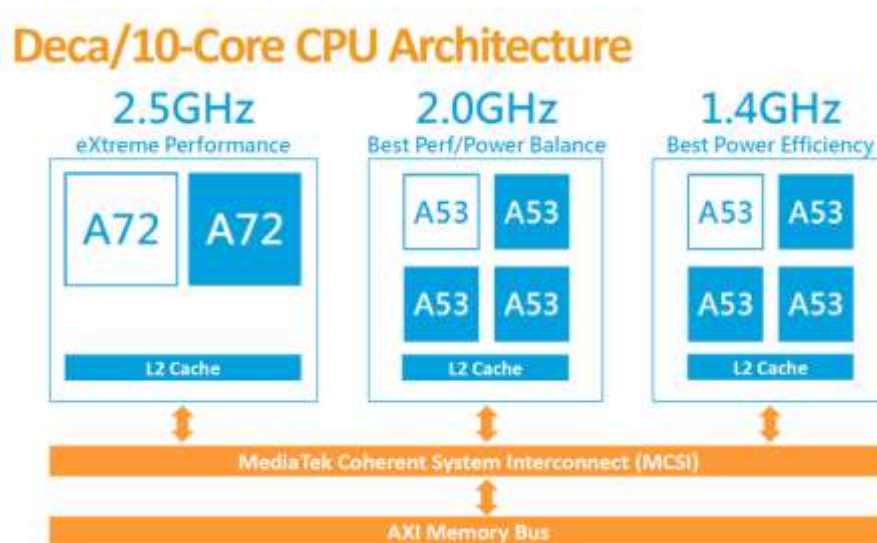 Deca/10-Core CPU Architecture
2.5GHz
eXtreme Performance
A72 A72
L2 Cache
2.0GHz
Best Perf/Power Balance
A53 A53
A53 A53
L2 Cache
1.4GHz
Best Power Efficiency
A53 A53
A53 A53
L2 Cache
MediaTek Coherent System Interconnect (MCSI)
AXI Memory Bus